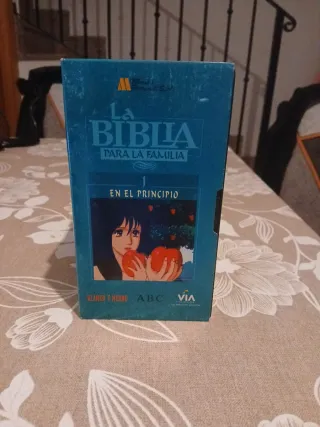 LA
BIBLIA
PARA LA FAMILIA
1
EN EL PRINCIPIO
ABC
VIA